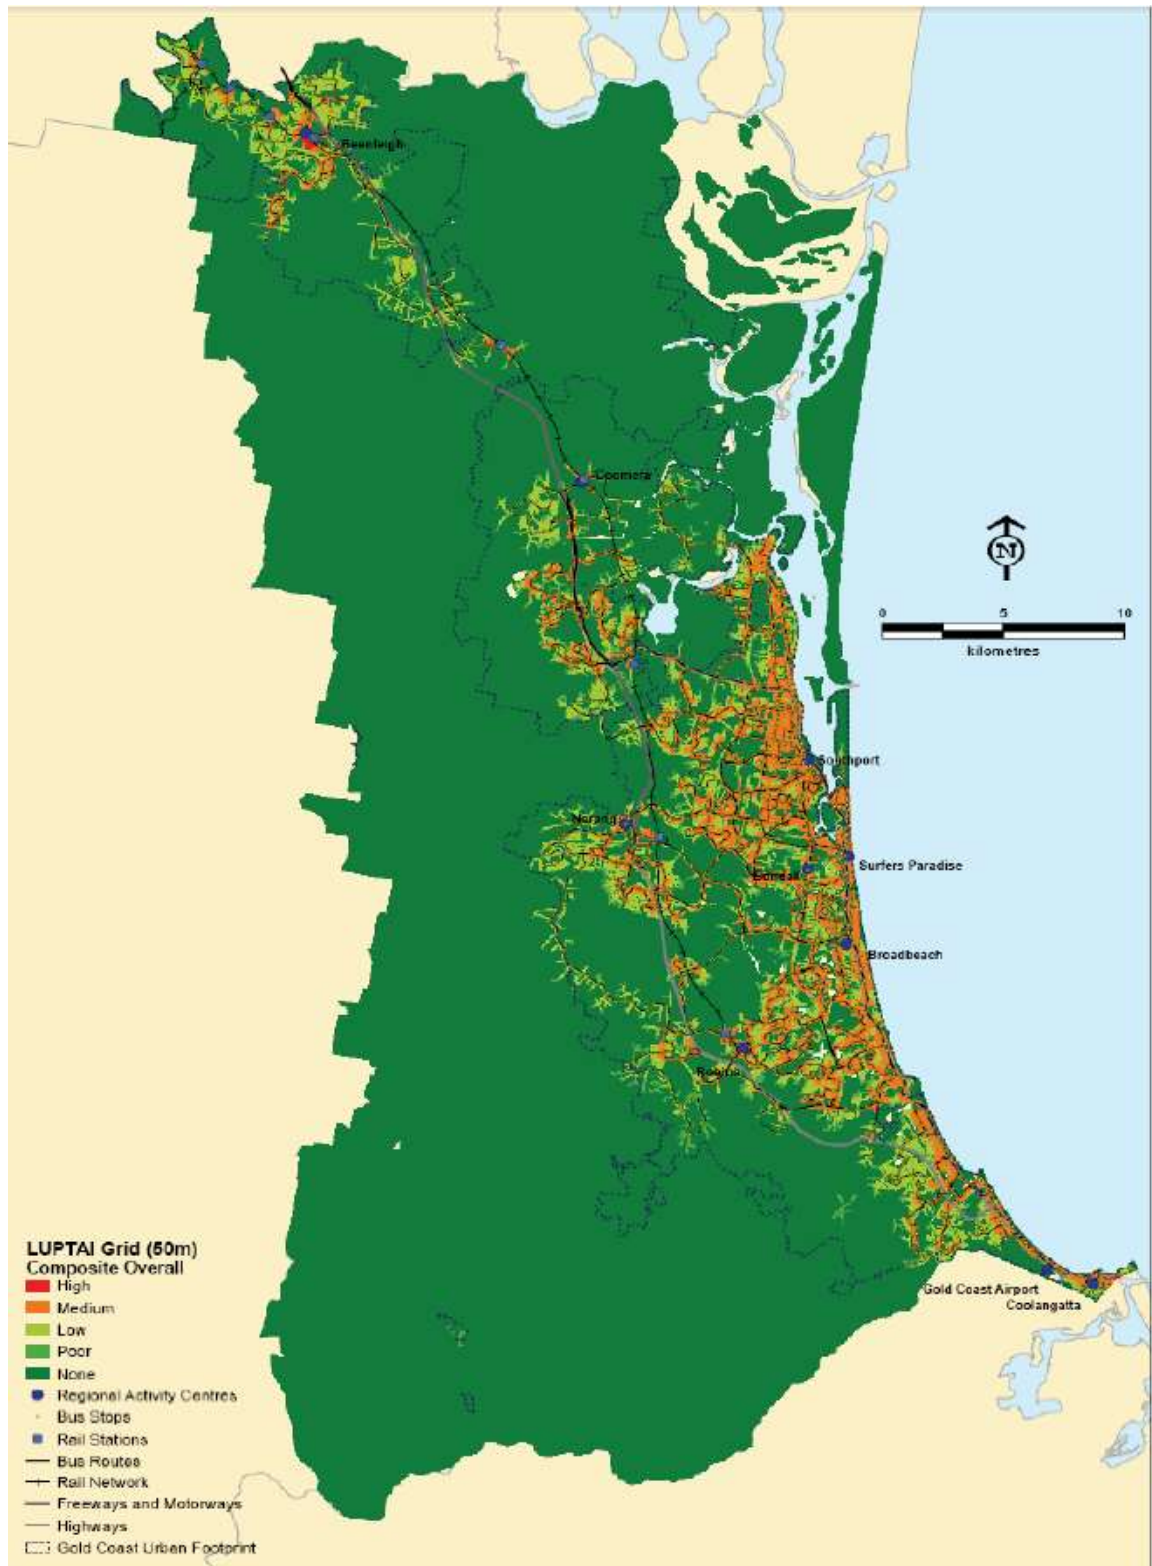 Beenleigh
Coomera
N
0 5 10
kilometres
Southport
Nerang
Surfers Paradise
Bundall
Broadbeach
Robina
Gold Coast Airport
Coolangatta
LUPTAI Grid (50m)
Composite Overall
High
Medium
Low
Poor
None
Regional Activity Centres
Bus Stops
Rail Stations
Bus Routes
Rail Network
Freeways and Motorways
Highways
Gold Coast Urban Footprint